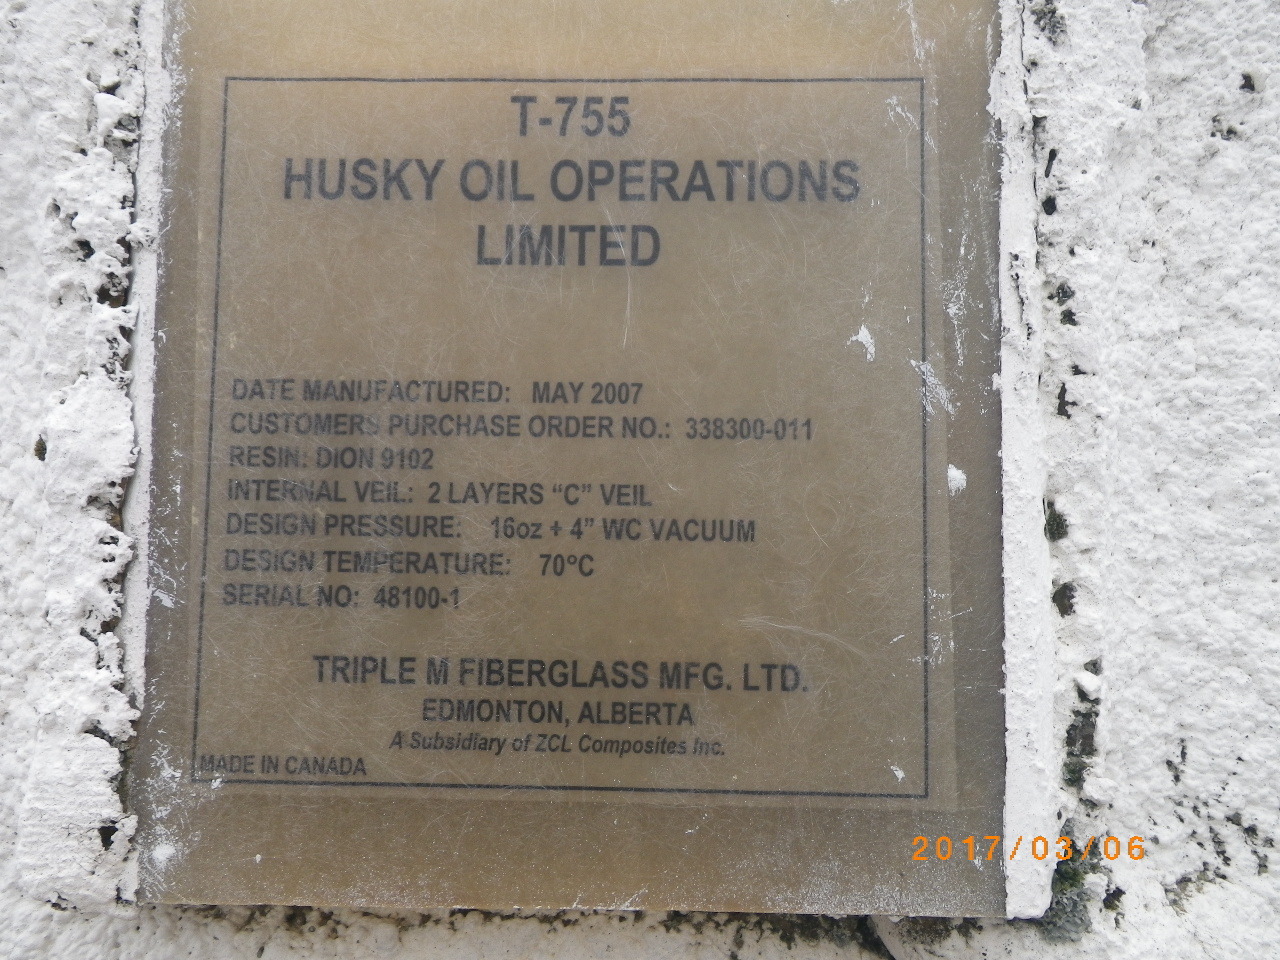 T-755
HUSKY OIL OPERATIONS
LIMITED
DATE MANUFACTURED: MAY 2007
CUSTOMERS PURCHASE ORDER NO.: 338300-011
RESIN: DION 9102
INTERNAL VEIL: 2 LAYERS “C” VEIL
DESIGN PRESSURE: 16oz + 4” WC VACUUM
DESIGN TEMPERATURE: 70°C
SERIAL NO: 48100-1
TRIPLE M FIBERGLASS MFG. LTD.
EDMONTON, ALBERTA
A Subsidiary of ZCL Composites Inc.
MADE IN CANADA
2017/03/06